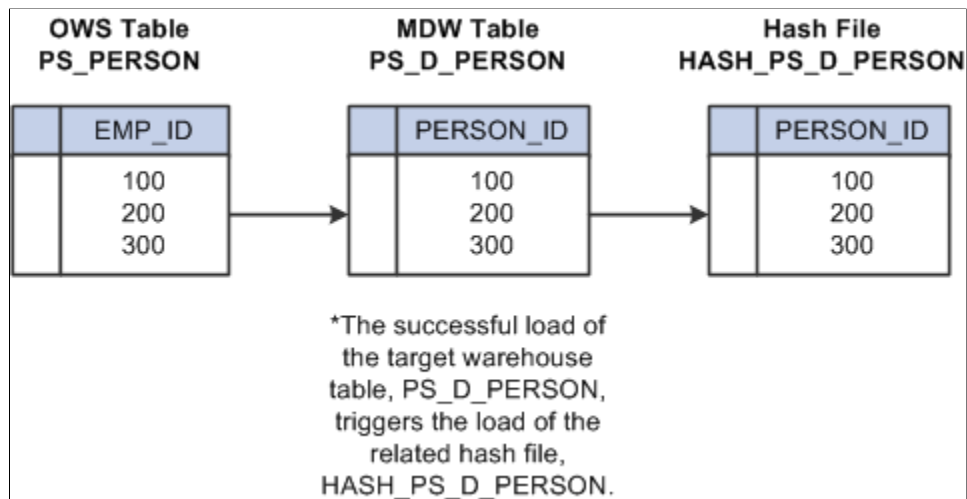 OWS Table
PS_PERSON
MDW Table
PS_D_PERSON
Hash File
HASH_PS_D_PERSON
EMP_ID
100
200
300
PERSON_ID
100
200
300
PERSON_ID
100
200
300
*The successful load of
the target warehouse
table, PS_D_PERSON,
triggers the load of the
related hash file,
HASH_PS_D_PERSON.